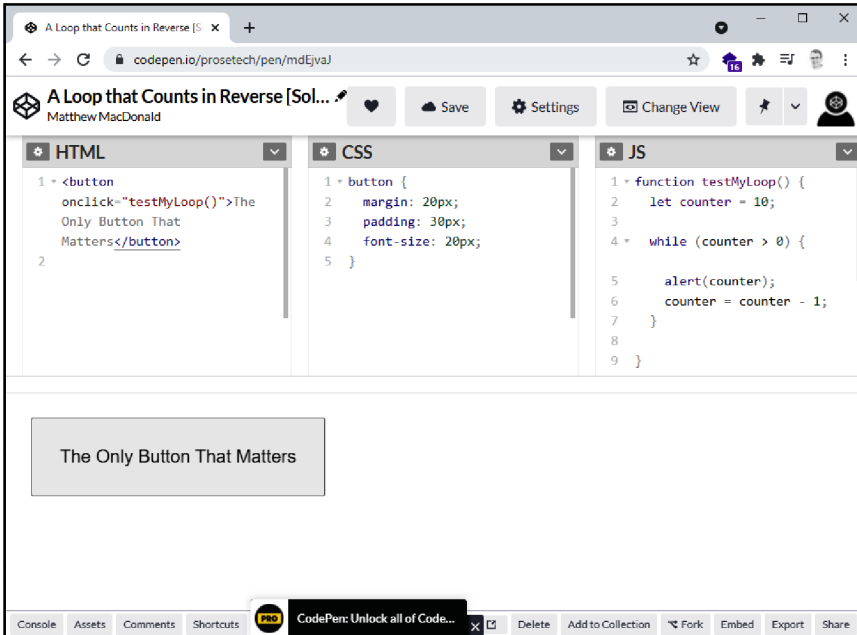 A Loop that Counts in Reverse [S
codepen.io/prosetech/pen/mdEjvaJ
16
A Loop that Counts in Reverse [Sol...
Matthew MacDonald
Save
Settings
Change View
HTML
1 <button
onclick="testMyLoop()">The
Only Button That
Matters</button>
2
CSS
1 button {
2 margin: 20px;
3 padding: 30px;
4 font-size: 20px;
5 }
JS
1 function testMyLoop() {
2 let counter = 10;
3
4 while (counter > 0) {
5 alert(counter);
6 counter = counter - 1;
7 }
8
9 }
The Only Button That Matters
Console Assets Comments Shortcuts
PRO CodePen: Unlock all of Code...
Delete Add to Collection Fork Embed Export Share